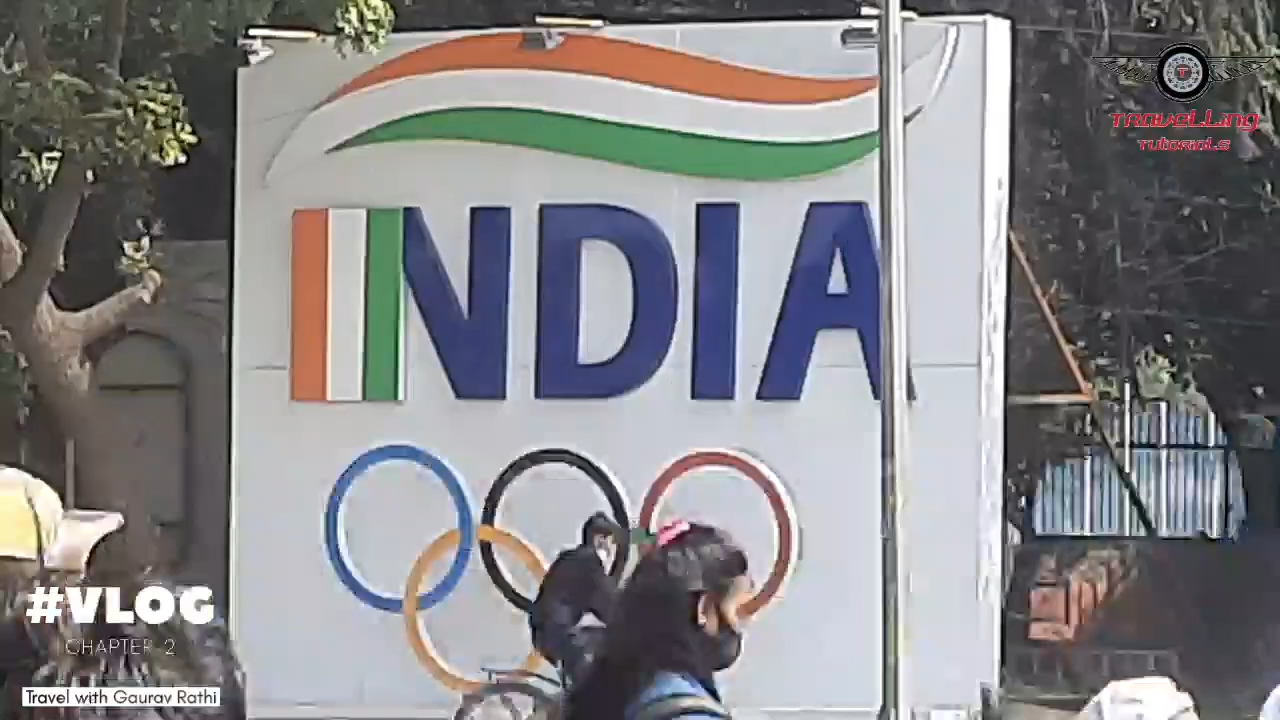 TRAVELLing
TUTORIALS
INDIA
#VLOG
CHAPTER 2
Travel with Gaurav Rathi